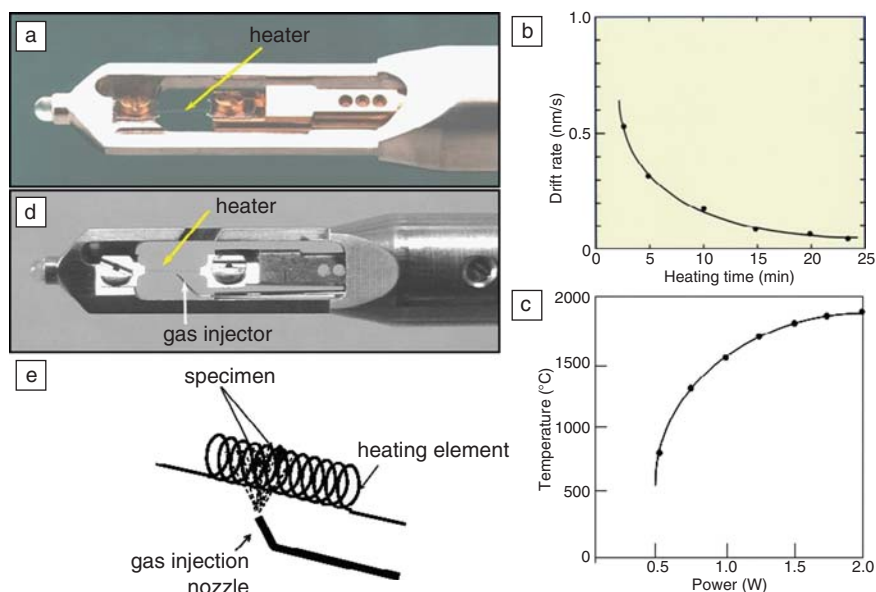 a
heater
d
heater
gas injector
e
specimen
heating element
gas injection
nozzle
b
1.0
0.5
0
Drift rate (nm/s)
0 5 10 15 20 25
Heating time (min)
c
2000
1500
1000
500
0
Temperature (°C)
0.5 1.0 1.5 2.0
Power (W)